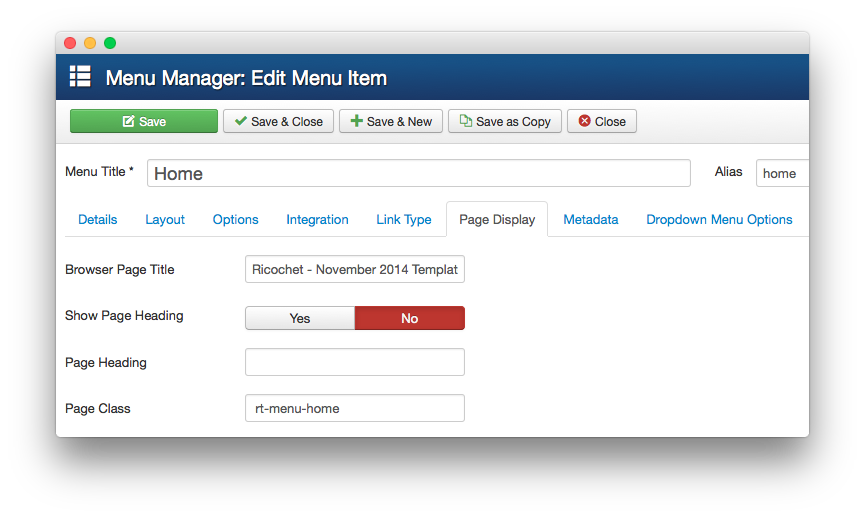 Menu Manager: Edit Menu Item
Save Save & Close Save & New Save as Copy Close
Menu Title * Home Alias home
Details Layout Options Integration Link Type Page Display Metadata Dropdown Menu Options
Browser Page Title Ricochet - November 2014 Templat
Show Page Heading Yes No
Page Heading
Page Class rt-menu-home